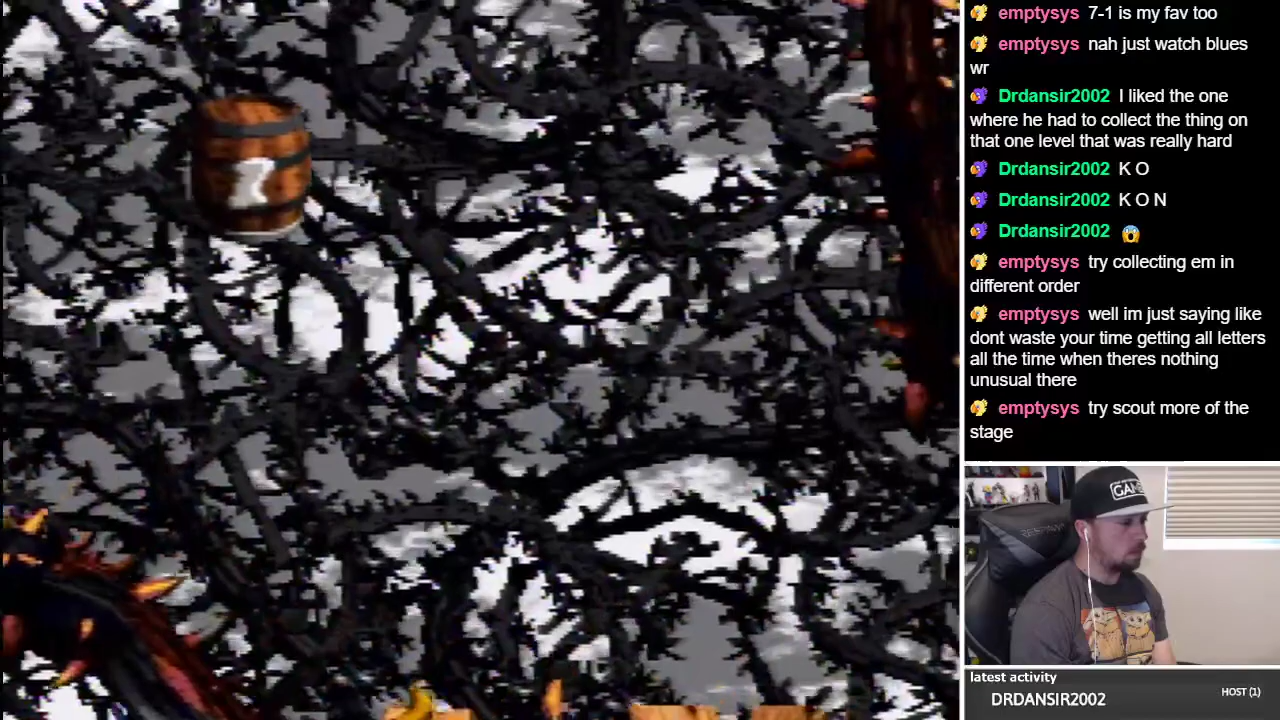 emptysys 7-1 is my fav too
emptysys nah just watch blues
wr
Drdansir2002 I liked the one
where he had to collect the thing on
that one level that was really hard
Drdansir2002 K O
Drdansir2002 K O N
Drdansir2002 😱
emptysys try collecting em in
different order
emptysys well im just saying like
dont waste your time getting all letters
all the time when theres nothing
unusual there
emptysys try scout more of the
stage
7
latest activity
DRDANSIR2002
HOST (1)